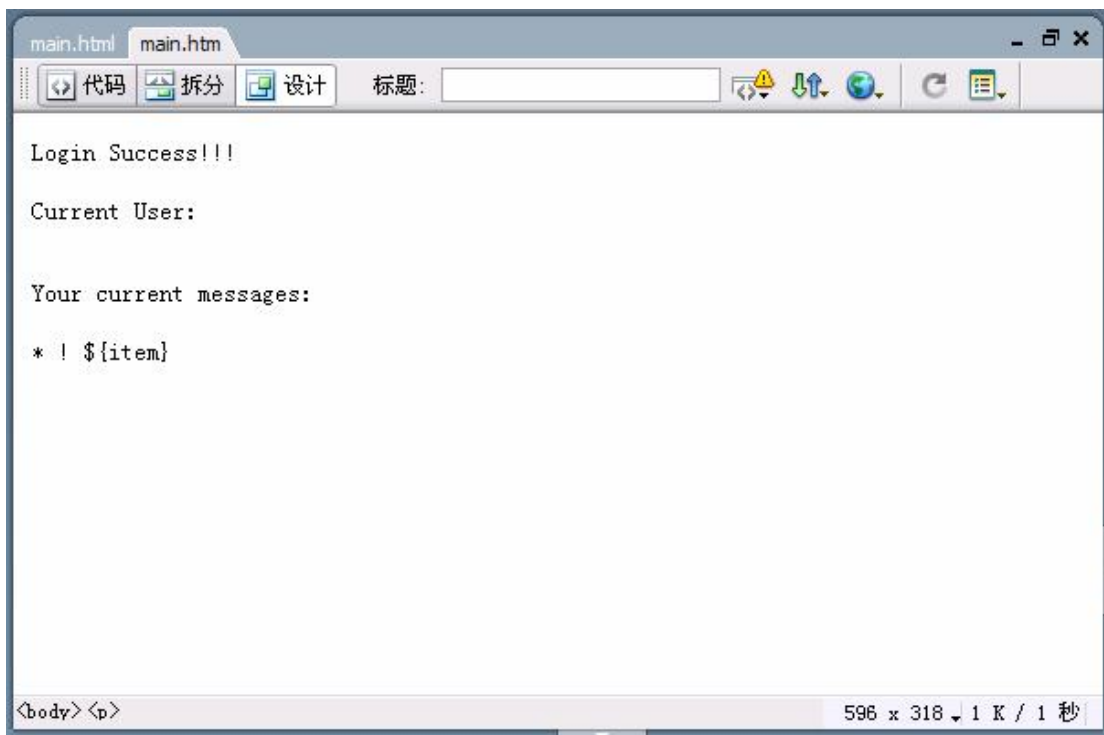 main.html main.htm
代码 拆分 设计 标题:
Login Success!!!
Current User:
Your current messages:
* ! ${item}
<body> <p>
596 x 318 1 K / 1 秒